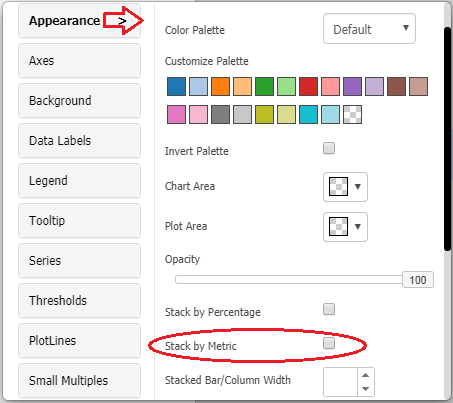 Appearance >
Axes
Background
Data Labels
Legend
Tooltip
Series
Thresholds
PlotLines
Small Multiples
Color Palette Default
Customize Palette
Invert Palette
Chart Area
Plot Area
Opacity
100
Stack by Percentage
Stack by Metric
Stacked Bar/Column Width